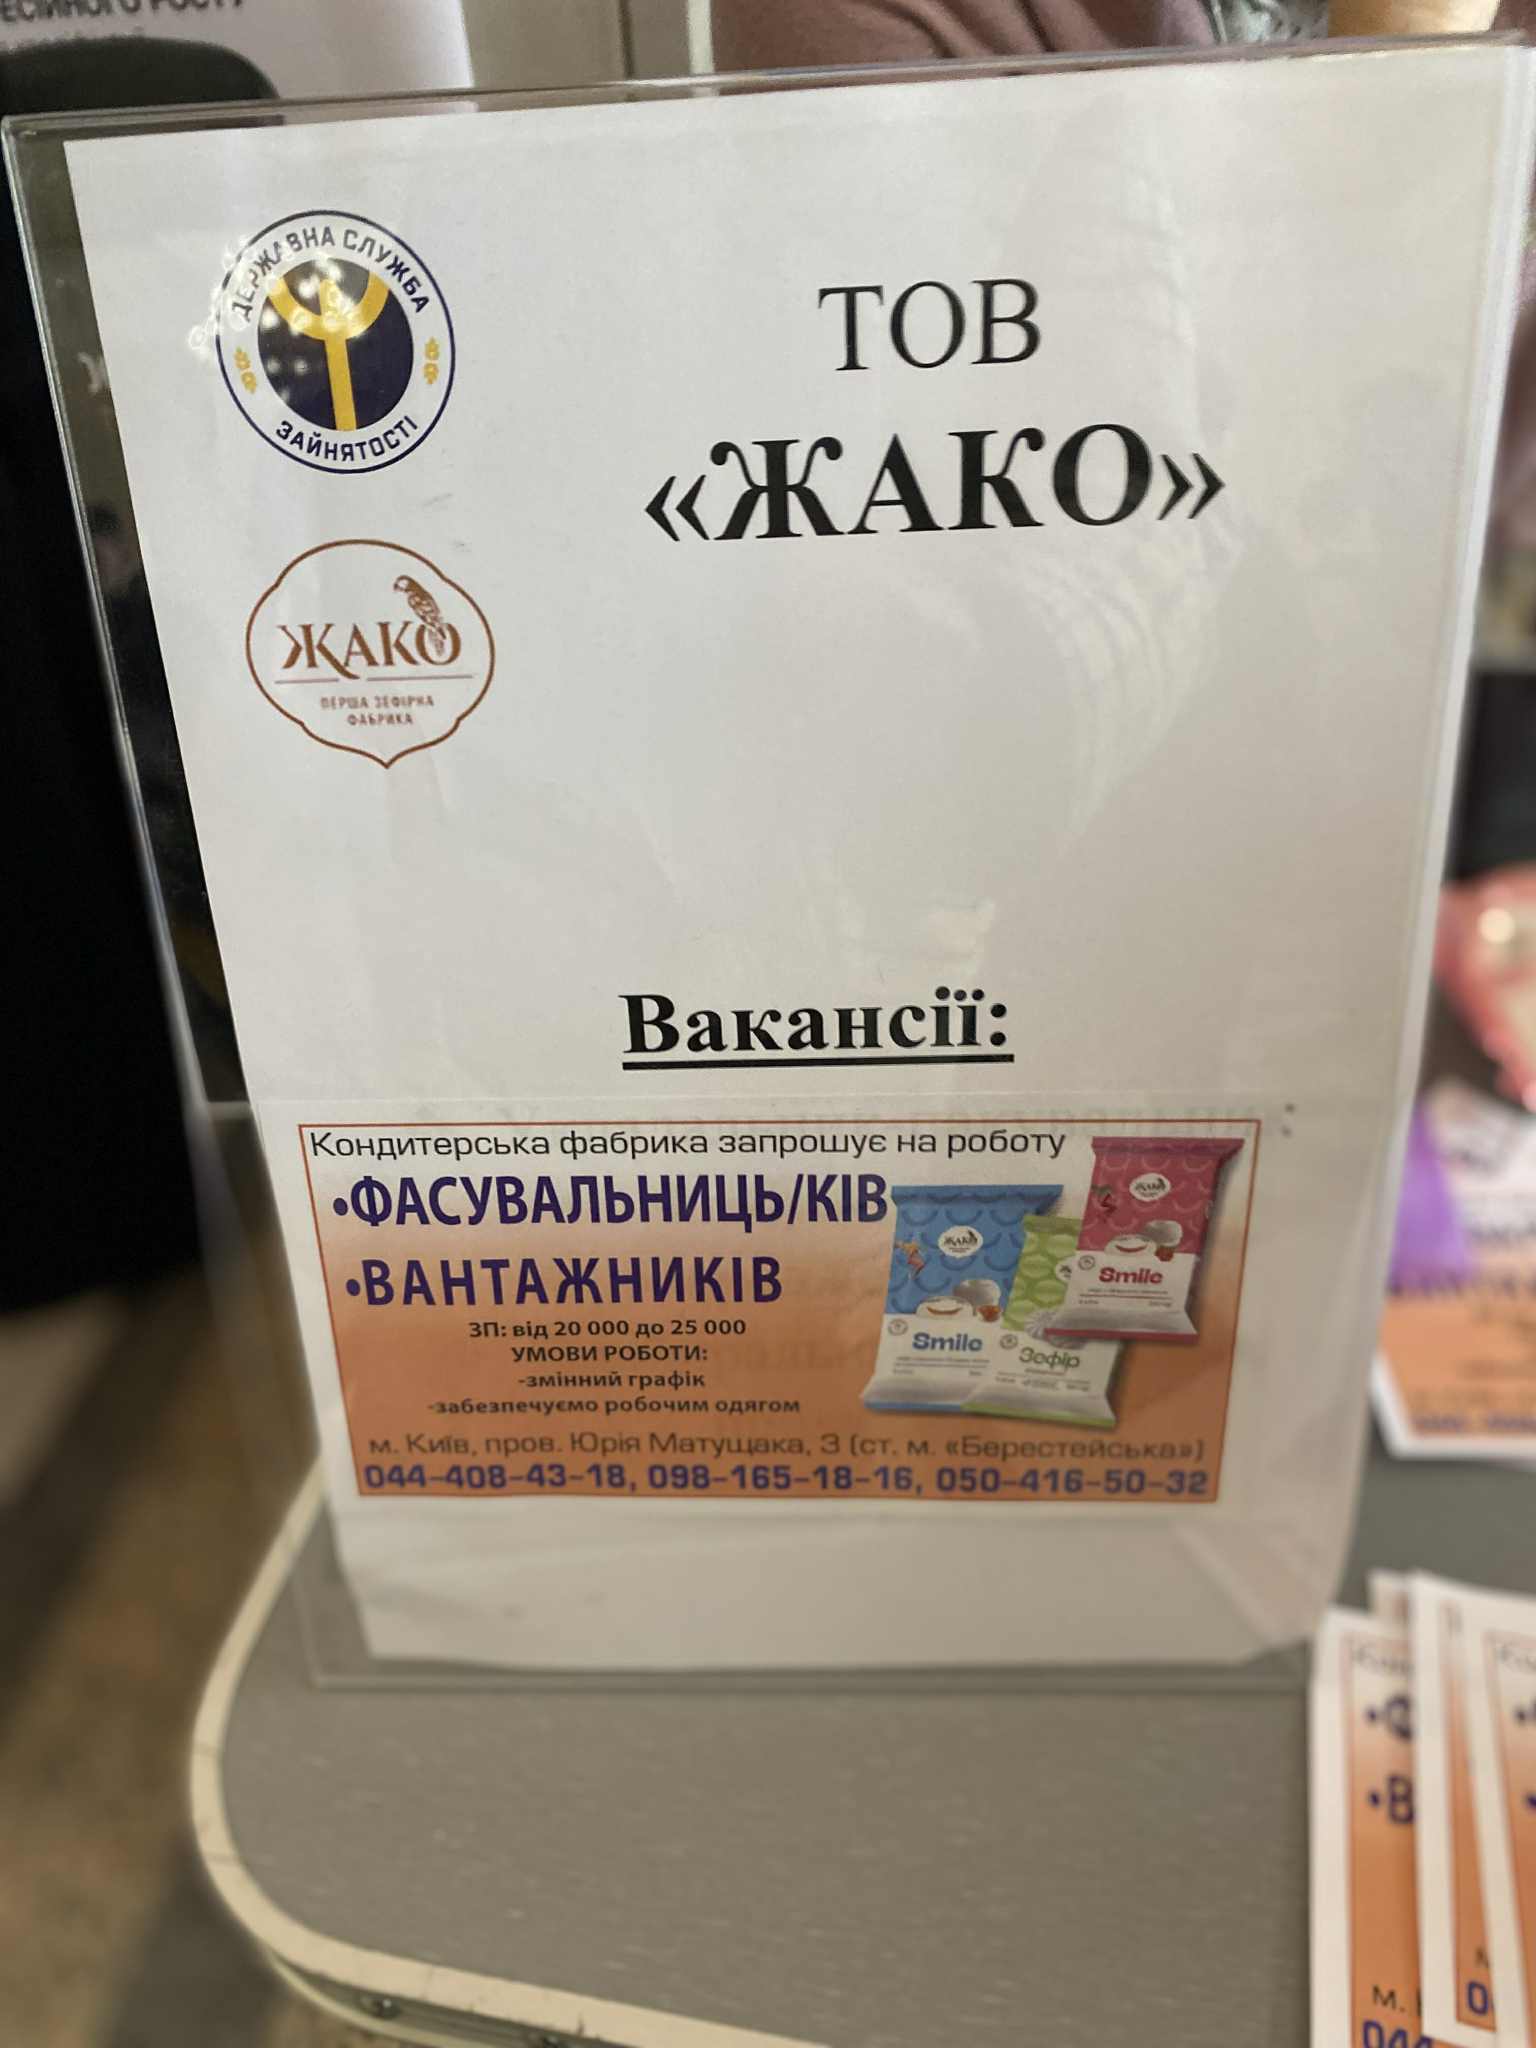 ДЕРЖАВНА СЛУЖБА
ЗАЙНЯТОСТІ
ТОВ
«ЖАКО»
ЖАКО
ПЕРША ЗЕФІРНА
ФАБРИКА
Вакансії:
Кондитерська фабрика запрошує на роботу
•ФАСУВАЛЬНИЦЬ/КІВ
•ВАНТАЖНИКІВ
ЗП: від 20 000 до 25 000
УМОВИ РОБОТИ:
-змінний графік
-забезпечуємо робочим одягом
м. Київ, пров. Юрія Матущака, 3 (ст. м. «Берестейська»)
044-408-43-18, 098-165-18-16, 050-416-50-32
ЖАКО
Smile
ЖАКО
Smile
Зефір